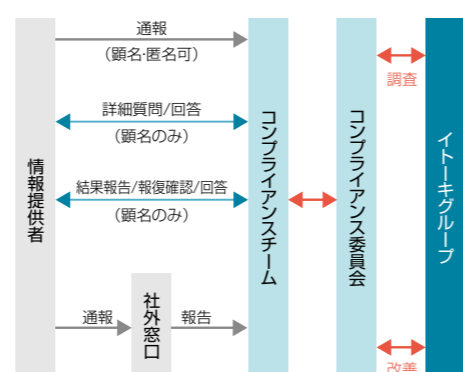 通報
(顕名・匿名可)
調査
詳細質問/回答
(顕名のみ)
結果報告/報復確認/回答
(顕名のみ)
情報提供者
コンプライアンスチーム
コンプライアンス委員会
イトーキグループ
通報
社外窓口
報告
改善